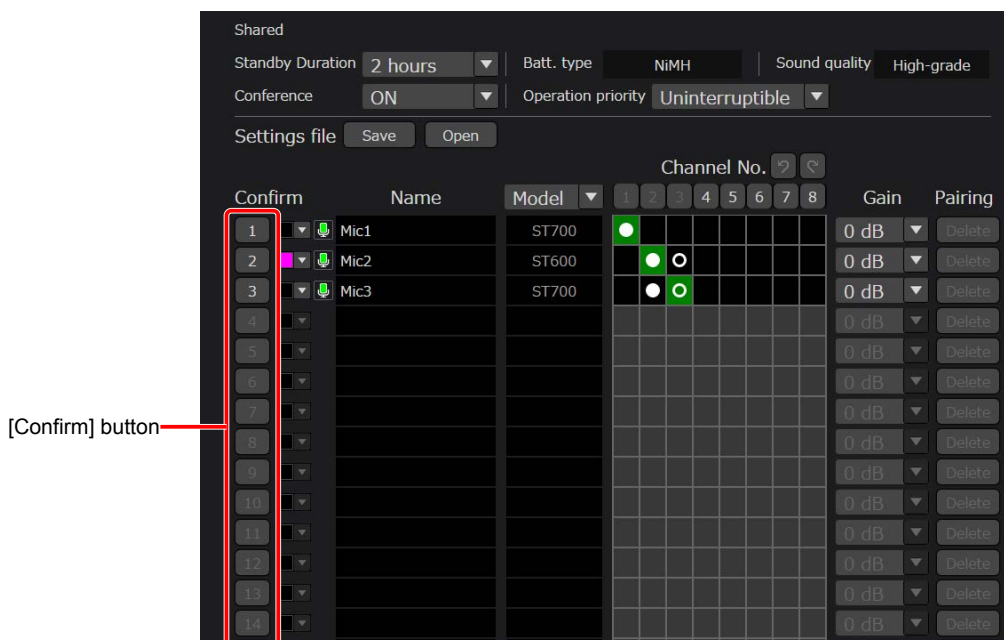 Shared
Standby Duration 2 hours Batt. type NiMH Sound quality High-grade
Conference ON Operation priority Uninterruptible
Settings file Save Open
Channel No.
Confirm Name Model 1 2 3 4 5 6 7 8 Gain Pairing
1 Mic1 ST700 0 dB Delete
2 Mic2 ST600 0 dB Delete
3 Mic3 ST700 0 dB Delete
4 0 dB Delete
5 0 dB Delete
6 0 dB Delete
7 0 dB Delete
[Confirm] button
8 0 dB Delete
9 0 dB Delete
10 0 dB Delete
11 0 dB Delete
12 0 dB Delete
13 0 dB Delete
14 0 dB Delete